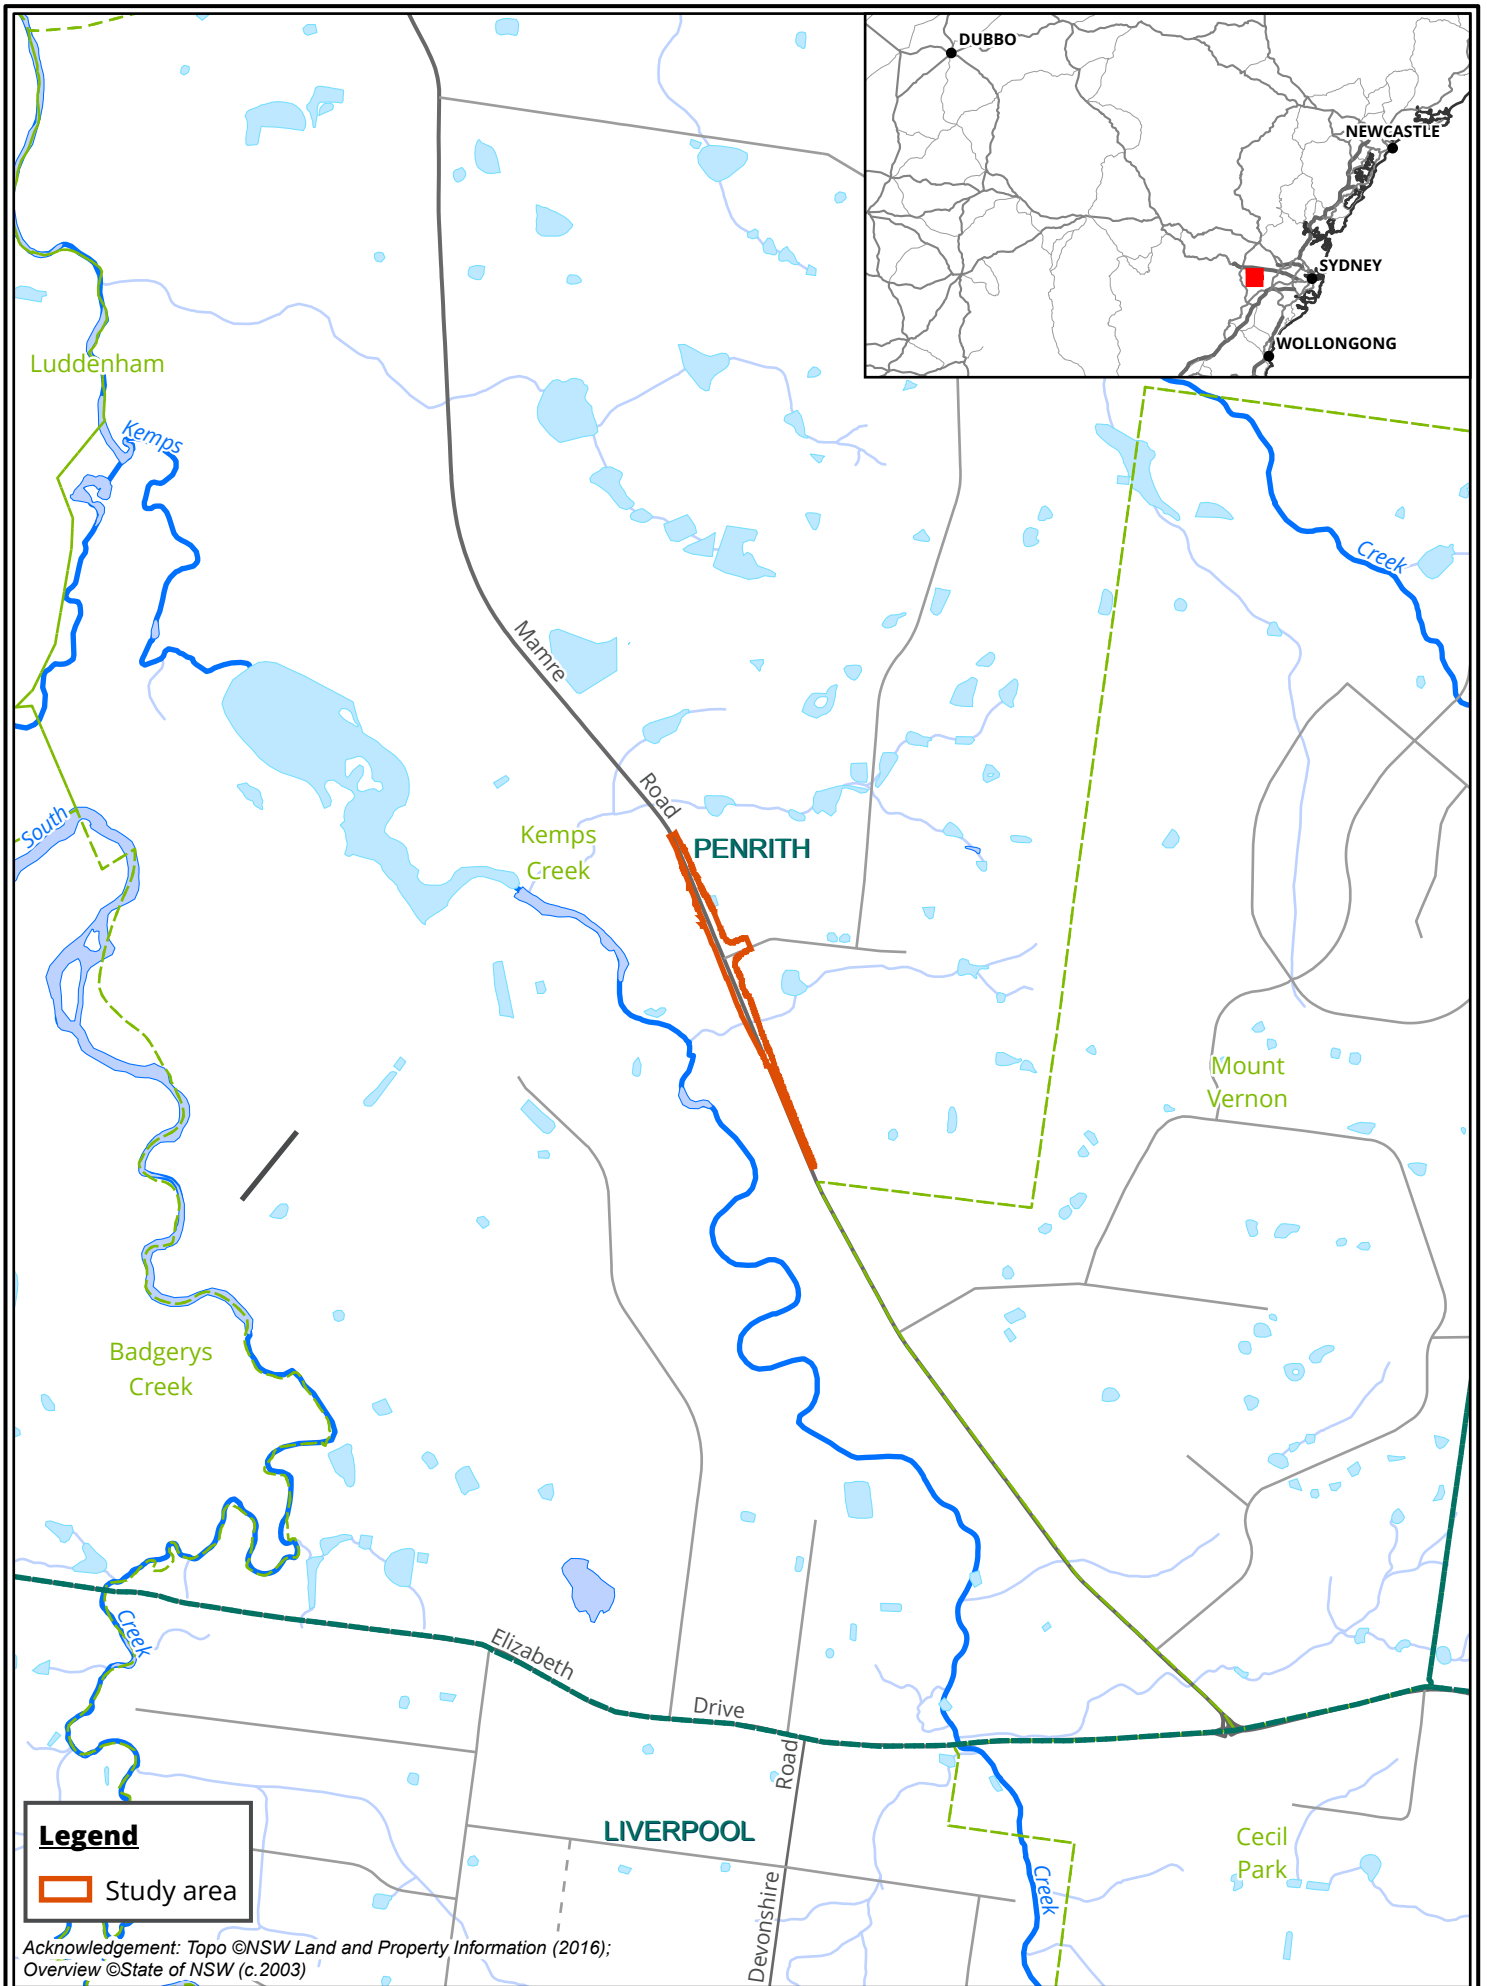 DUBBO
NEWCASTLE
SYDNEY
WOLLONGONG
Luddenham
Kemps
Creek
Mamre
Road
South
Kemps
Creek
PENRITH
Mount
Vernon
Badgerys
Creek
Creek
Elizabeth
Drive
Road
LIVERPOOL
Devonshire
Creek
Cecil
Park
Legend
Study area
Acknowledgement: Topo ©NSW Land and Property Information (2016);
Overview ©State of NSW (c.2003)